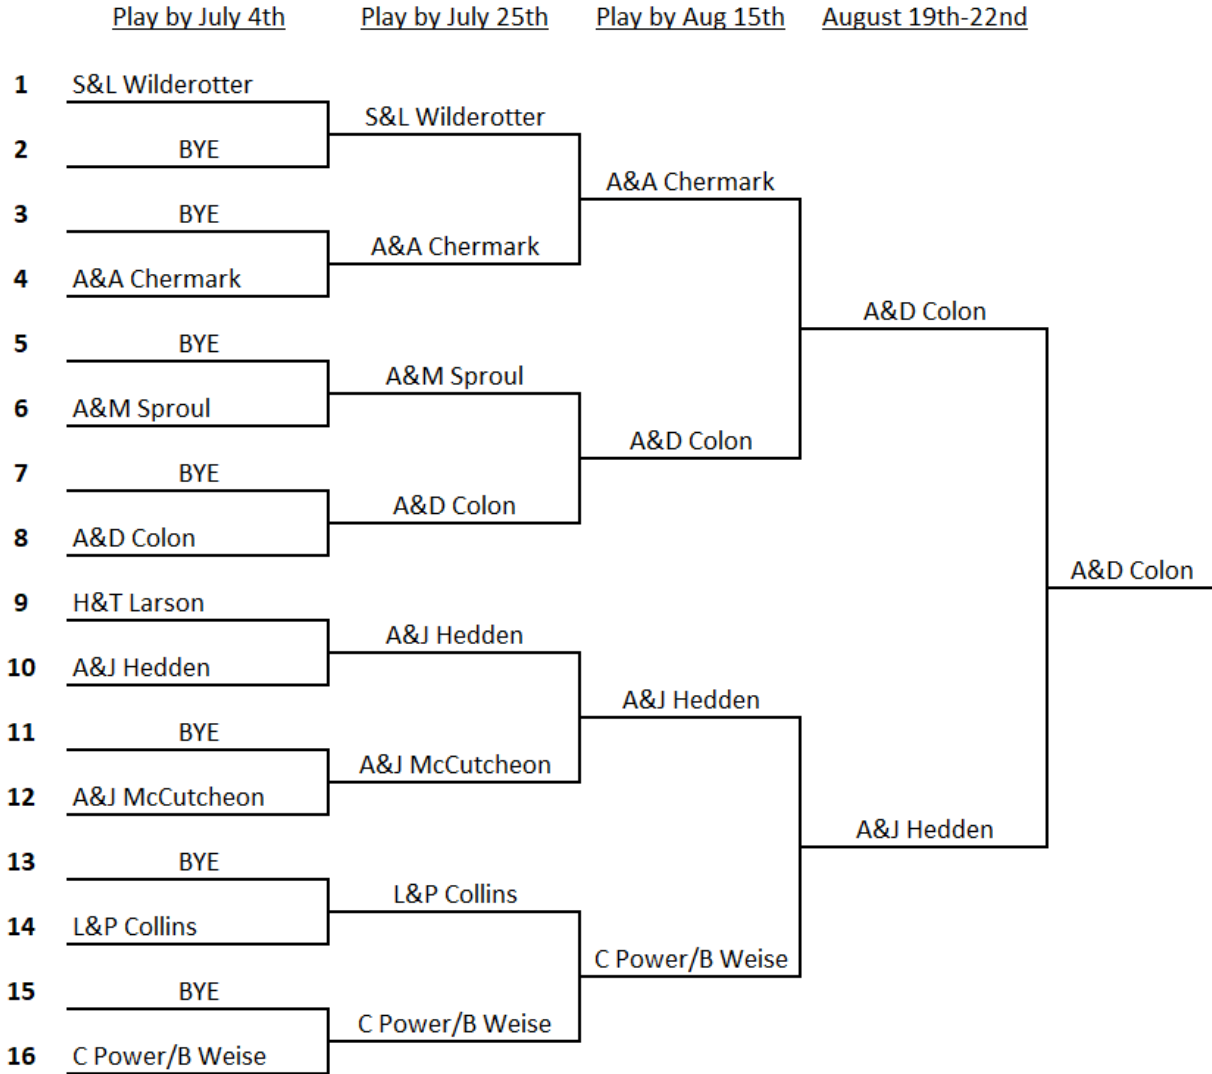 Play by July 4th Play by July 25th Play by Aug 15th August 19th-22nd
1 S&L Wilderotter
S&L Wilderotter
2 BYE
A&A Chermark
3 BYE
A&A Chermark
4 A&A Chermark
A&D Colon
5 BYE
A&M Sproul
6 A&M Sproul
A&D Colon
7 BYE
A&D Colon
8 A&D Colon
A&D Colon
9 H&T Larson
A&J Hedden
10 A&J Hedden
A&J Hedden
11 BYE
A&J McCutcheon
12 A&J McCutcheon
A&J Hedden
13 BYE
L&P Collins
14 L&P Collins
C Power/B Weise
15 BYE
C Power/B Weise
16 C Power/B Weise